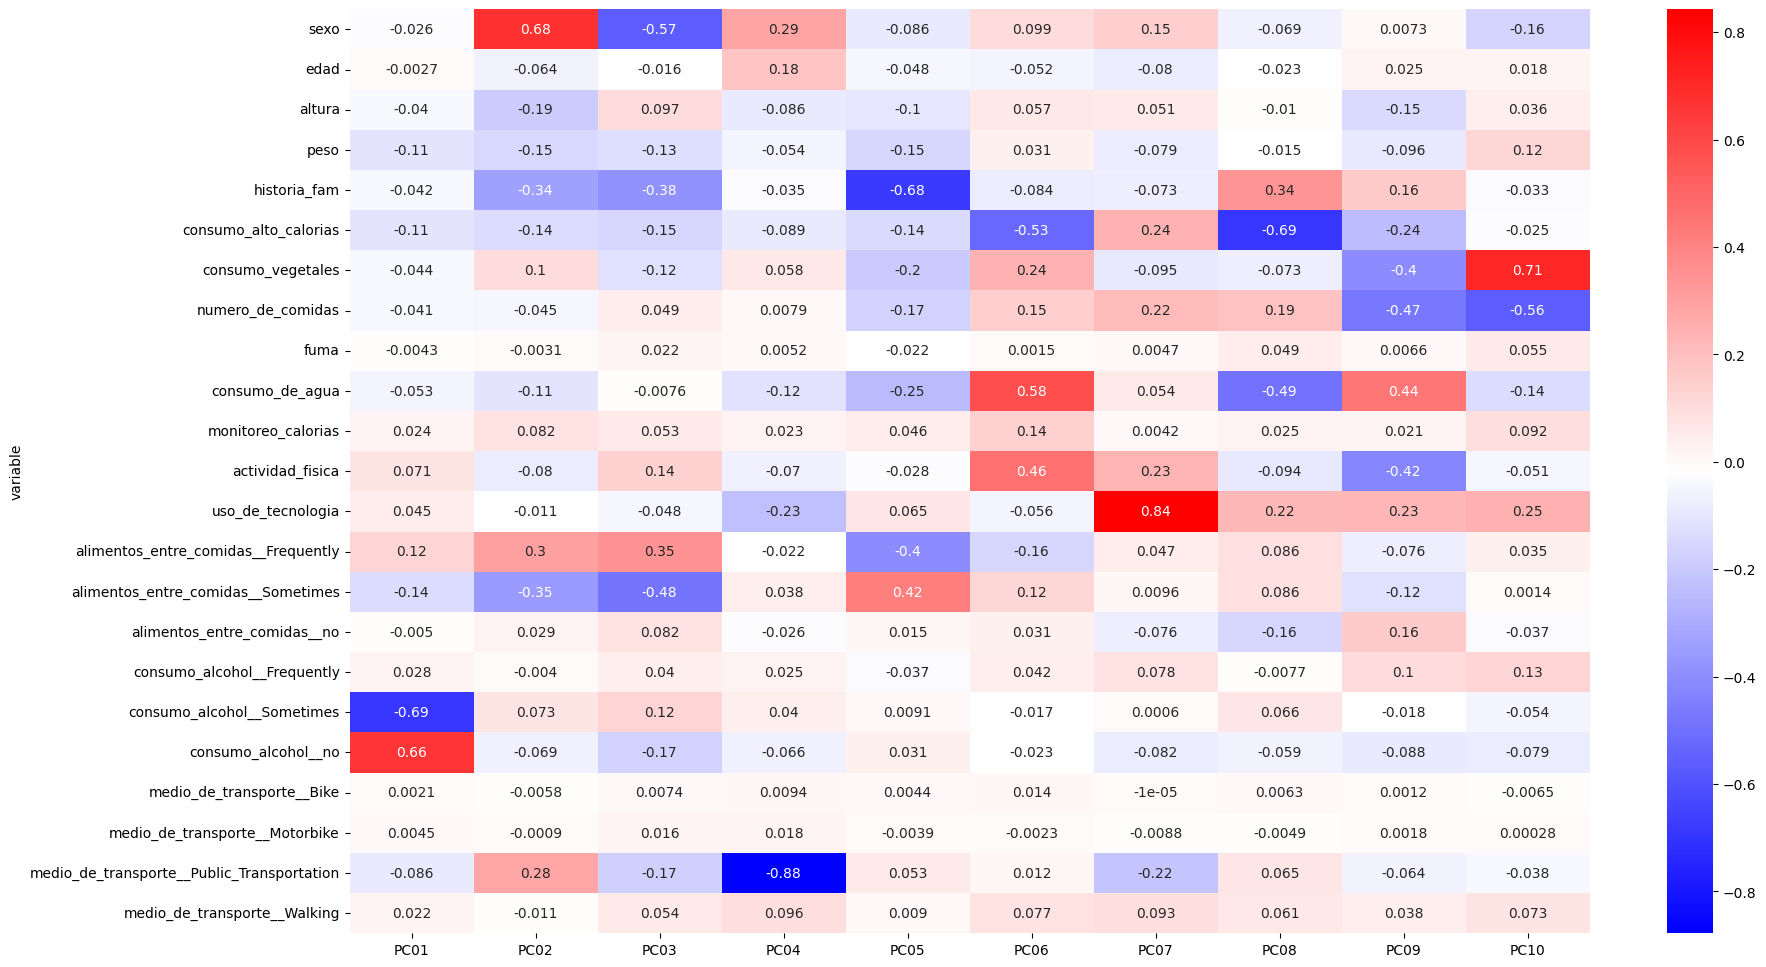 sexo -0.026 0.68 -0.57 0.29 -0.086 0.099 0.15 -0.069 0.0073 -0.16
edad -0.0027 -0.064 -0.016 0.18 -0.048 -0.052 -0.08 -0.023 0.025 0.018
altura -0.04 -0.19 0.097 -0.086 -0.1 0.057 0.051 -0.01 -0.15 0.036
peso -0.11 -0.15 -0.13 -0.054 -0.15 0.031 -0.079 -0.015 -0.096 0.12
historia_fam -0.042 -0.34 -0.38 -0.035 -0.68 -0.084 -0.073 0.34 0.16 -0.033
consumo_alto_calorias -0.11 -0.14 -0.15 -0.089 -0.14 -0.53 0.24 -0.69 -0.24 -0.025
consumo_vegetales -0.044 0.1 -0.12 0.058 -0.2 0.24 -0.095 -0.073 -0.4 0.71
numero_de_comidas -0.041 -0.045 0.049 0.0079 -0.17 0.15 0.22 0.19 -0.47 -0.56
fuma -0.0043 -0.0031 0.022 0.0052 -0.022 0.0015 0.0047 0.049 0.0066 0.055
consumo_de_agua -0.053 -0.11 -0.0076 -0.12 -0.25 0.58 0.054 -0.49 0.44 -0.14
monitoreo_calorias 0.024 0.082 0.053 0.023 0.046 0.14 0.0042 0.025 0.021 0.092
actividad_fisica 0.071 -0.08 0.14 -0.07 -0.028 0.46 0.23 -0.094 -0.42 -0.051
uso_de_tecnologia 0.045 -0.011 -0.048 -0.23 0.065 -0.056 0.84 0.22 0.23 0.25
alimentos_entre_comidas__Frequently 0.12 0.3 0.35 -0.022 -0.4 -0.16 0.047 0.086 -0.076 0.035
alimentos_entre_comidas__Sometimes -0.14 -0.35 -0.48 0.038 0.42 0.12 0.0096 0.086 -0.12 0.0014
alimentos_entre_comidas__no -0.005 0.029 0.082 -0.026 0.015 0.031 -0.076 -0.16 0.16 -0.037
consumo_alcohol__Frequently 0.028 -0.004 0.04 0.025 -0.037 0.042 0.078 -0.0077 0.1 0.13
consumo_alcohol__Sometimes -0.69 0.073 0.12 0.04 0.0091 -0.017 0.0006 0.066 -0.018 -0.054
consumo_alcohol__no 0.66 -0.069 -0.17 -0.066 0.031 -0.023 -0.082 -0.059 -0.088 -0.079
medio_de_transporte__Bike 0.0021 -0.0058 0.0074 0.0094 0.0044 0.014 -1e-05 0.0063 0.0012 -0.0065
medio_de_transporte__Motorbike 0.0045 -0.0009 0.016 0.018 -0.0039 -0.0023 -0.0088 -0.0049 0.0018 0.00028
medio_de_transporte__Public_Transportation -0.086 0.28 -0.17 -0.88 0.053 0.012 -0.22 0.065 -0.064 -0.038
medio_de_transporte__Walking 0.022 -0.011 0.054 0.096 0.009 0.077 0.093 0.061 0.038 0.073
PC01 PC02 PC03 PC04 PC05 PC06 PC07 PC08 PC09 PC10
variable
0.8
0.6
0.4
0.2
0.0
−0.2
−0.4
−0.6
−0.8